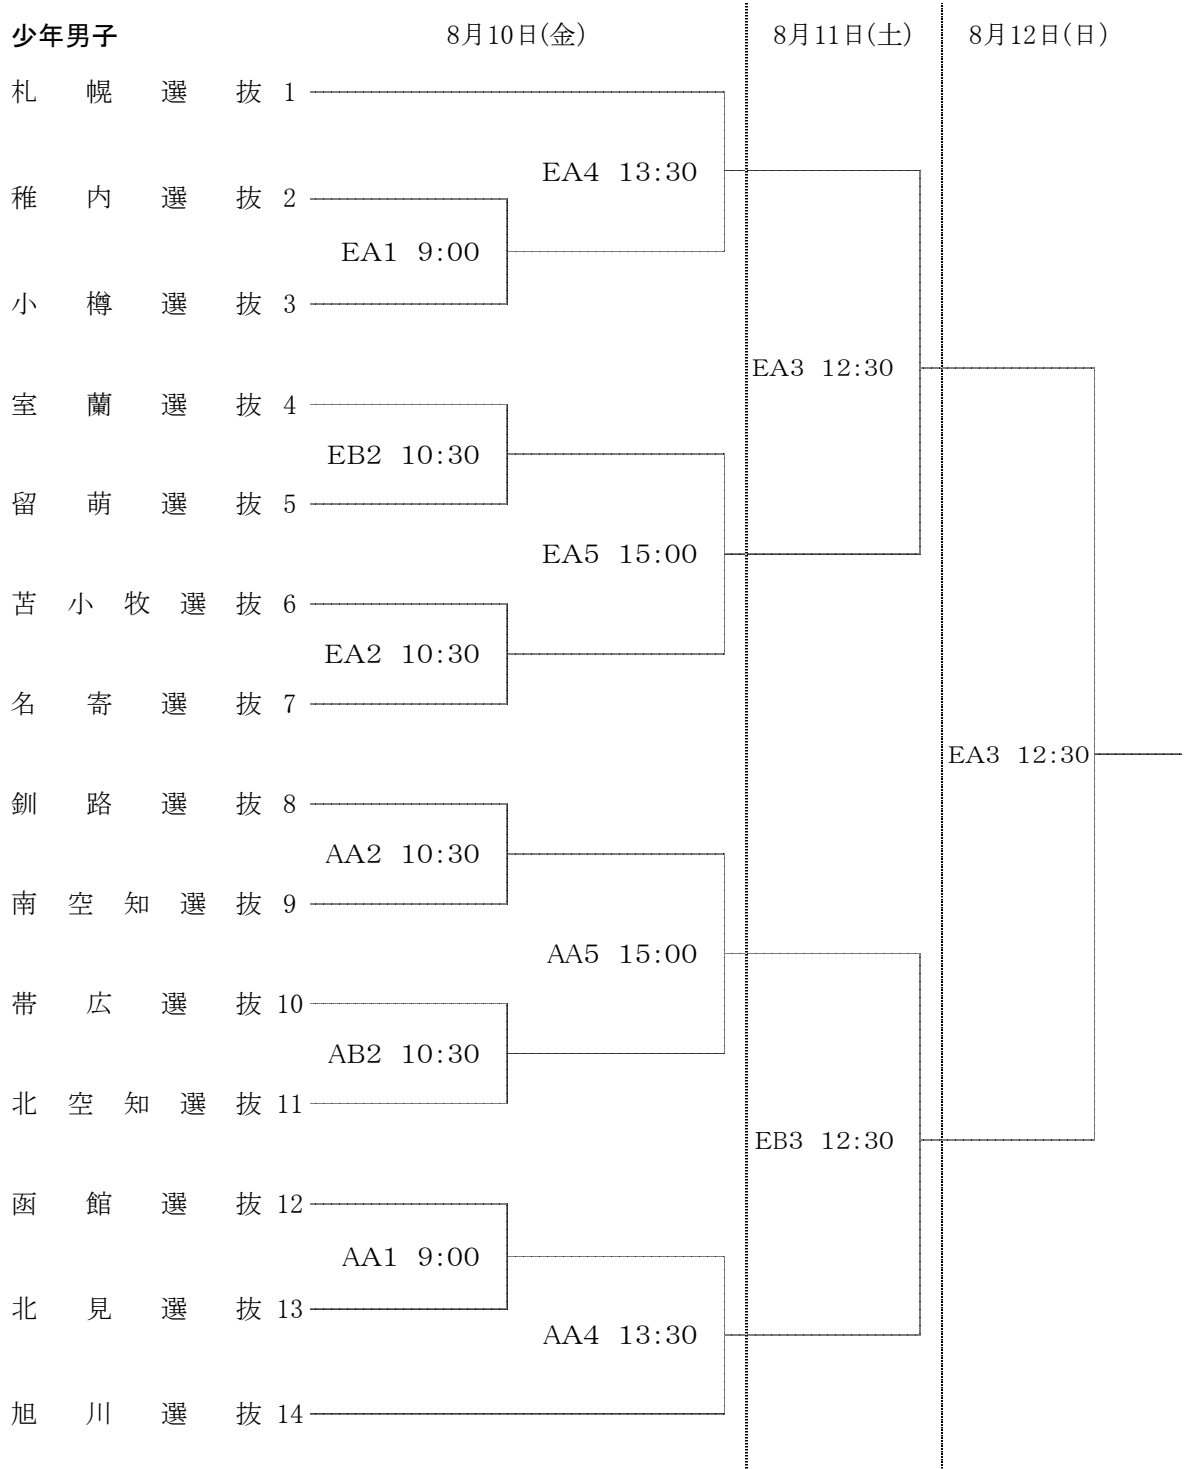 少年男子 8月10日(金) 8月11日(土) 8月12日(日)
札幌選抜 1
EA4 13:30
稚内選抜 2
EA1 9:00
小樽選抜 3
EA3 12:30
室蘭選抜 4
EB2 10:30
留萌選抜 5
EA5 15:00
苫小牧選抜 6
EA2 10:30
名寄選抜 7
EA3 12:30
釧路選抜 8
AA2 10:30
南空知選抜 9
AA5 15:00
帯広選抜 10
AB2 10:30
北空知選抜 11
EB3 12:30
函館選抜 12
AA1 9:00
北見選抜 13
AA4 13:30
旭川選抜 14